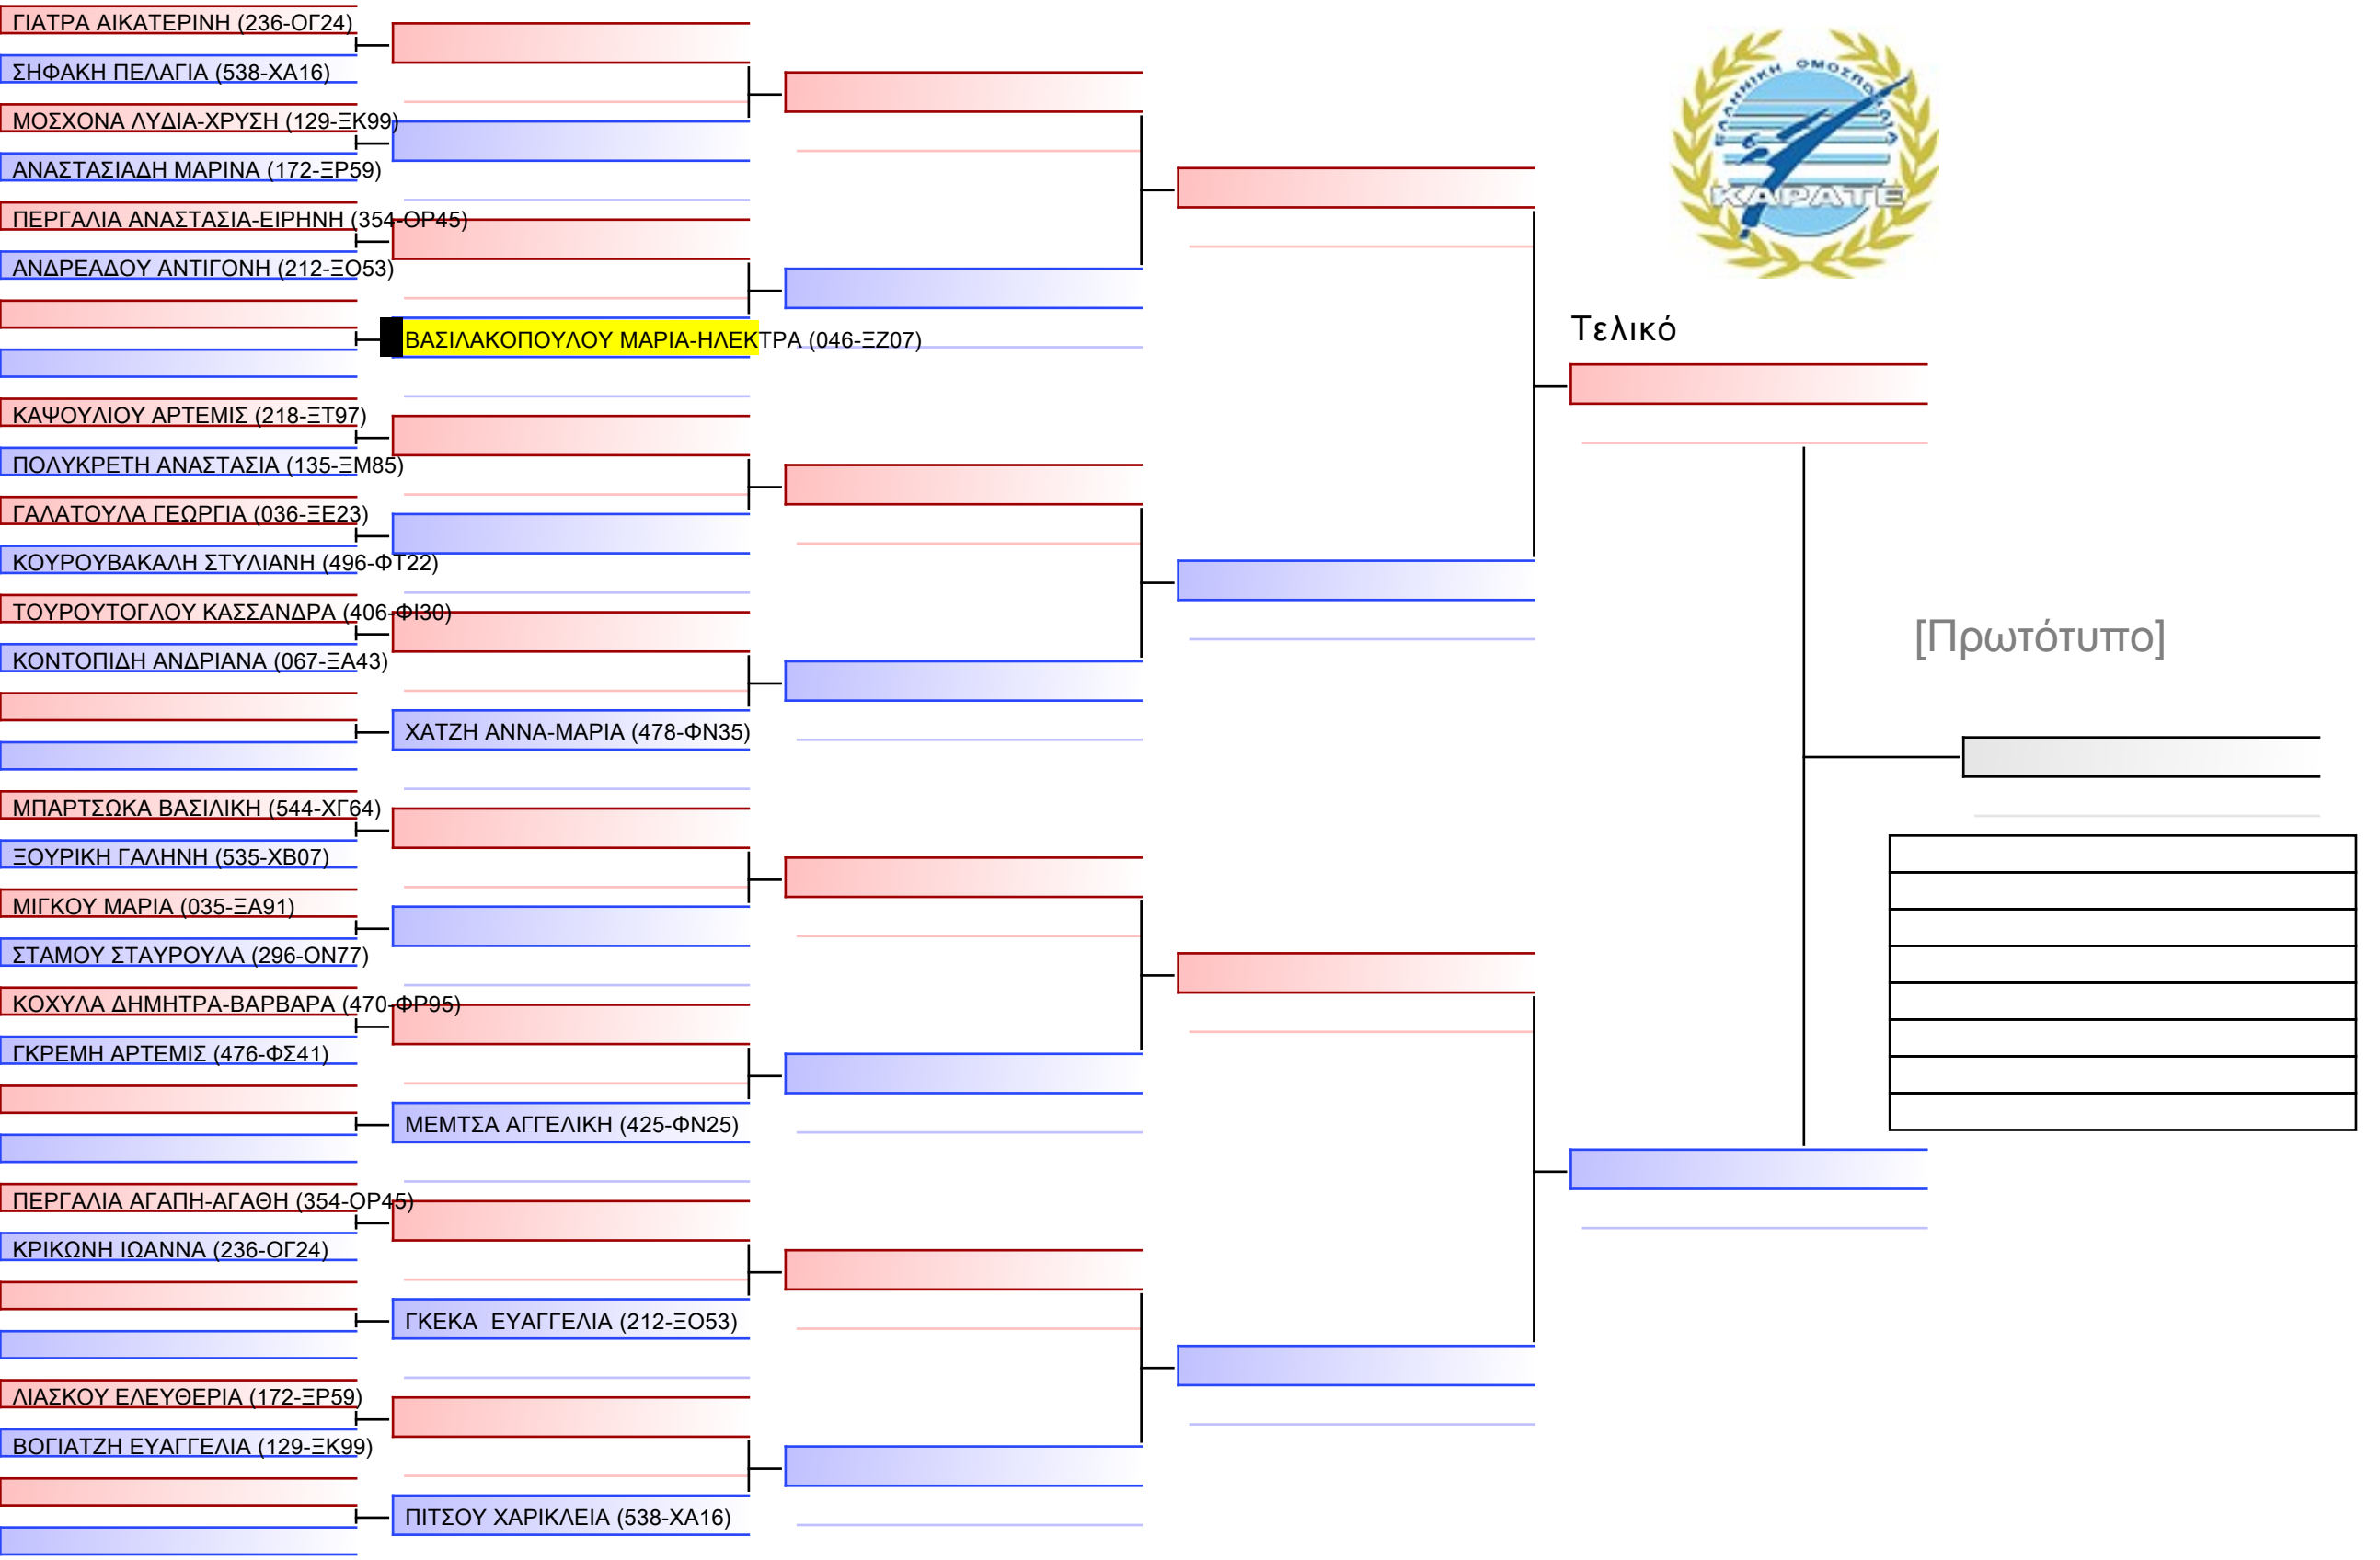 ΓΙΑΤΡΑ ΑΙΚΑΤΕΡΙΝΗ (236-ΟΓ24)
ΣΗΦΑΚΗ ΠΕΛΑΓΙΑ (538-ΧΑ16)
ΜΟΣΧΟΝΑ ΛΥΔΙΑ-ΧΡΥΣΗ (129-ΞΚ99)
ΑΝΑΣΤΑΣΙΑΔΗ ΜΑΡΙΝΑ (172-ΞΡ59)
ΠΕΡΓΑΛΙΑ ΑΝΑΣΤΑΣΙΑ-ΕΙΡΗΝΗ (354-ΟΡ45)
ΑΝΔΡΕΑΔΟΥ ΑΝΤΙΓΟΝΗ (212-ΞΟ53)
ΚΑΨΟΥΛΙΟΥ ΑΡΤΕΜΙΣ (218-ΞΤ97)
ΠΟΛΥΚΡΕΤΗ ΑΝΑΣΤΑΣΙΑ (135-ΞΜ85)
ΓΑΛΑΤΟΥΛΑ ΓΕΩΡΓΙΑ (036-ΞΕ23)
ΚΟΥΡΟΥΒΑΚΑΛΗ ΣΤΥΛΙΑΝΗ (496-ΦΤ22)
ΤΟΥΡΟΥΤΟΓΛΟΥ ΚΑΣΣΑΝΔΡΑ (406-ΦΙ30)
ΚΟΝΤΟΠΙΔΗ ΑΝΔΡΙΑΝΑ (067-ΞΑ43)
ΜΠΑΡΤΣΩΚΑ ΒΑΣΙΛΙΚΗ (544-ΧΓ64)
ΞΟΥΡΙΚΗ ΓΑΛΗΝΗ (535-ΧΒ07)
ΜΙΓΚΟΥ ΜΑΡΙΑ (035-ΞΑ91)
ΣΤΑΜΟΥ ΣΤΑΥΡΟΥΛΑ (296-ΟΝ77)
ΚΟΧΥΛΑ ΔΗΜΗΤΡΑ-ΒΑΡΒΑΡΑ (470-ΦΡ95)
ΓΚΡΕΜΗ ΑΡΤΕΜΙΣ (476-ΦΣ41)
ΠΕΡΓΑΛΙΑ ΑΓΑΠΗ-ΑΓΑΘΗ (354-ΟΡ45)
ΚΡΙΚΩΝΗ ΙΩΑΝΝΑ (236-ΟΓ24)
ΛΙΑΣΚΟΥ ΕΛΕΥΘΕΡΙΑ (172-ΞΡ59)
ΒΟΓΙΑΤΖΗ ΕΥΑΓΓΕΛΙΑ (129-ΞΚ99)
ΒΑΣΙΛΑΚΟΠΟΥΛΟΥ ΜΑΡΙΑ-ΗΛΕΚΤΡΑ (046-ΞΖ07)
ΧΑΤΖΗ ΑΝΝΑ-ΜΑΡΙΑ (478-ΦΝ35)
ΜΕΜΤΣΑ ΑΓΓΕΛΙΚΗ (425-ΦΝ25)
ΓΚΕΚΑ ΕΥΑΓΓΕΛΙΑ (212-ΞΟ53)
ΠΙΤΣΟΥ ΧΑΡΙΚΛΕΙΑ (538-ΧΑ16)
ΕΛΛΗΝΙΚΗ ΟΜΟΣΠΟΝΔΙΑ
ΚΑΡΑΤΕ
Τελικό
[Πρωτότυπο]